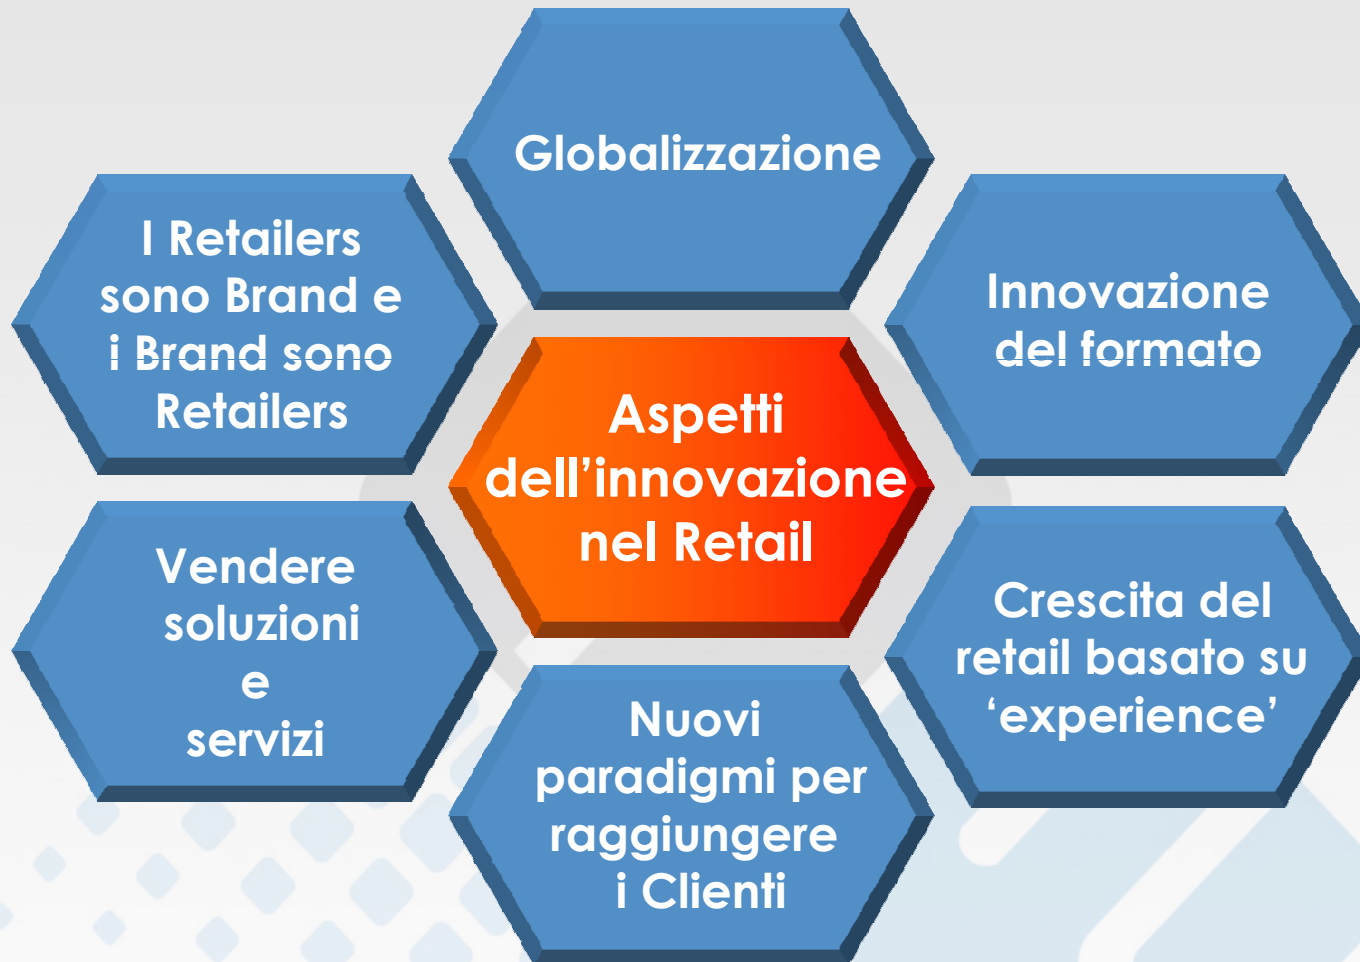 Globalizzazione
I Retailers
sono Brand e
i Brand sono
Retailers
Innovazione
del formato
Aspetti
dell’innovazione
nel Retail
Vendere
soluzioni
e
servizi
Crescita del
retail basato su
‘experience’
Nuovi
paradigmi per
raggiungere
i Clienti